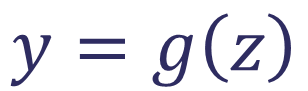 y = g(z)